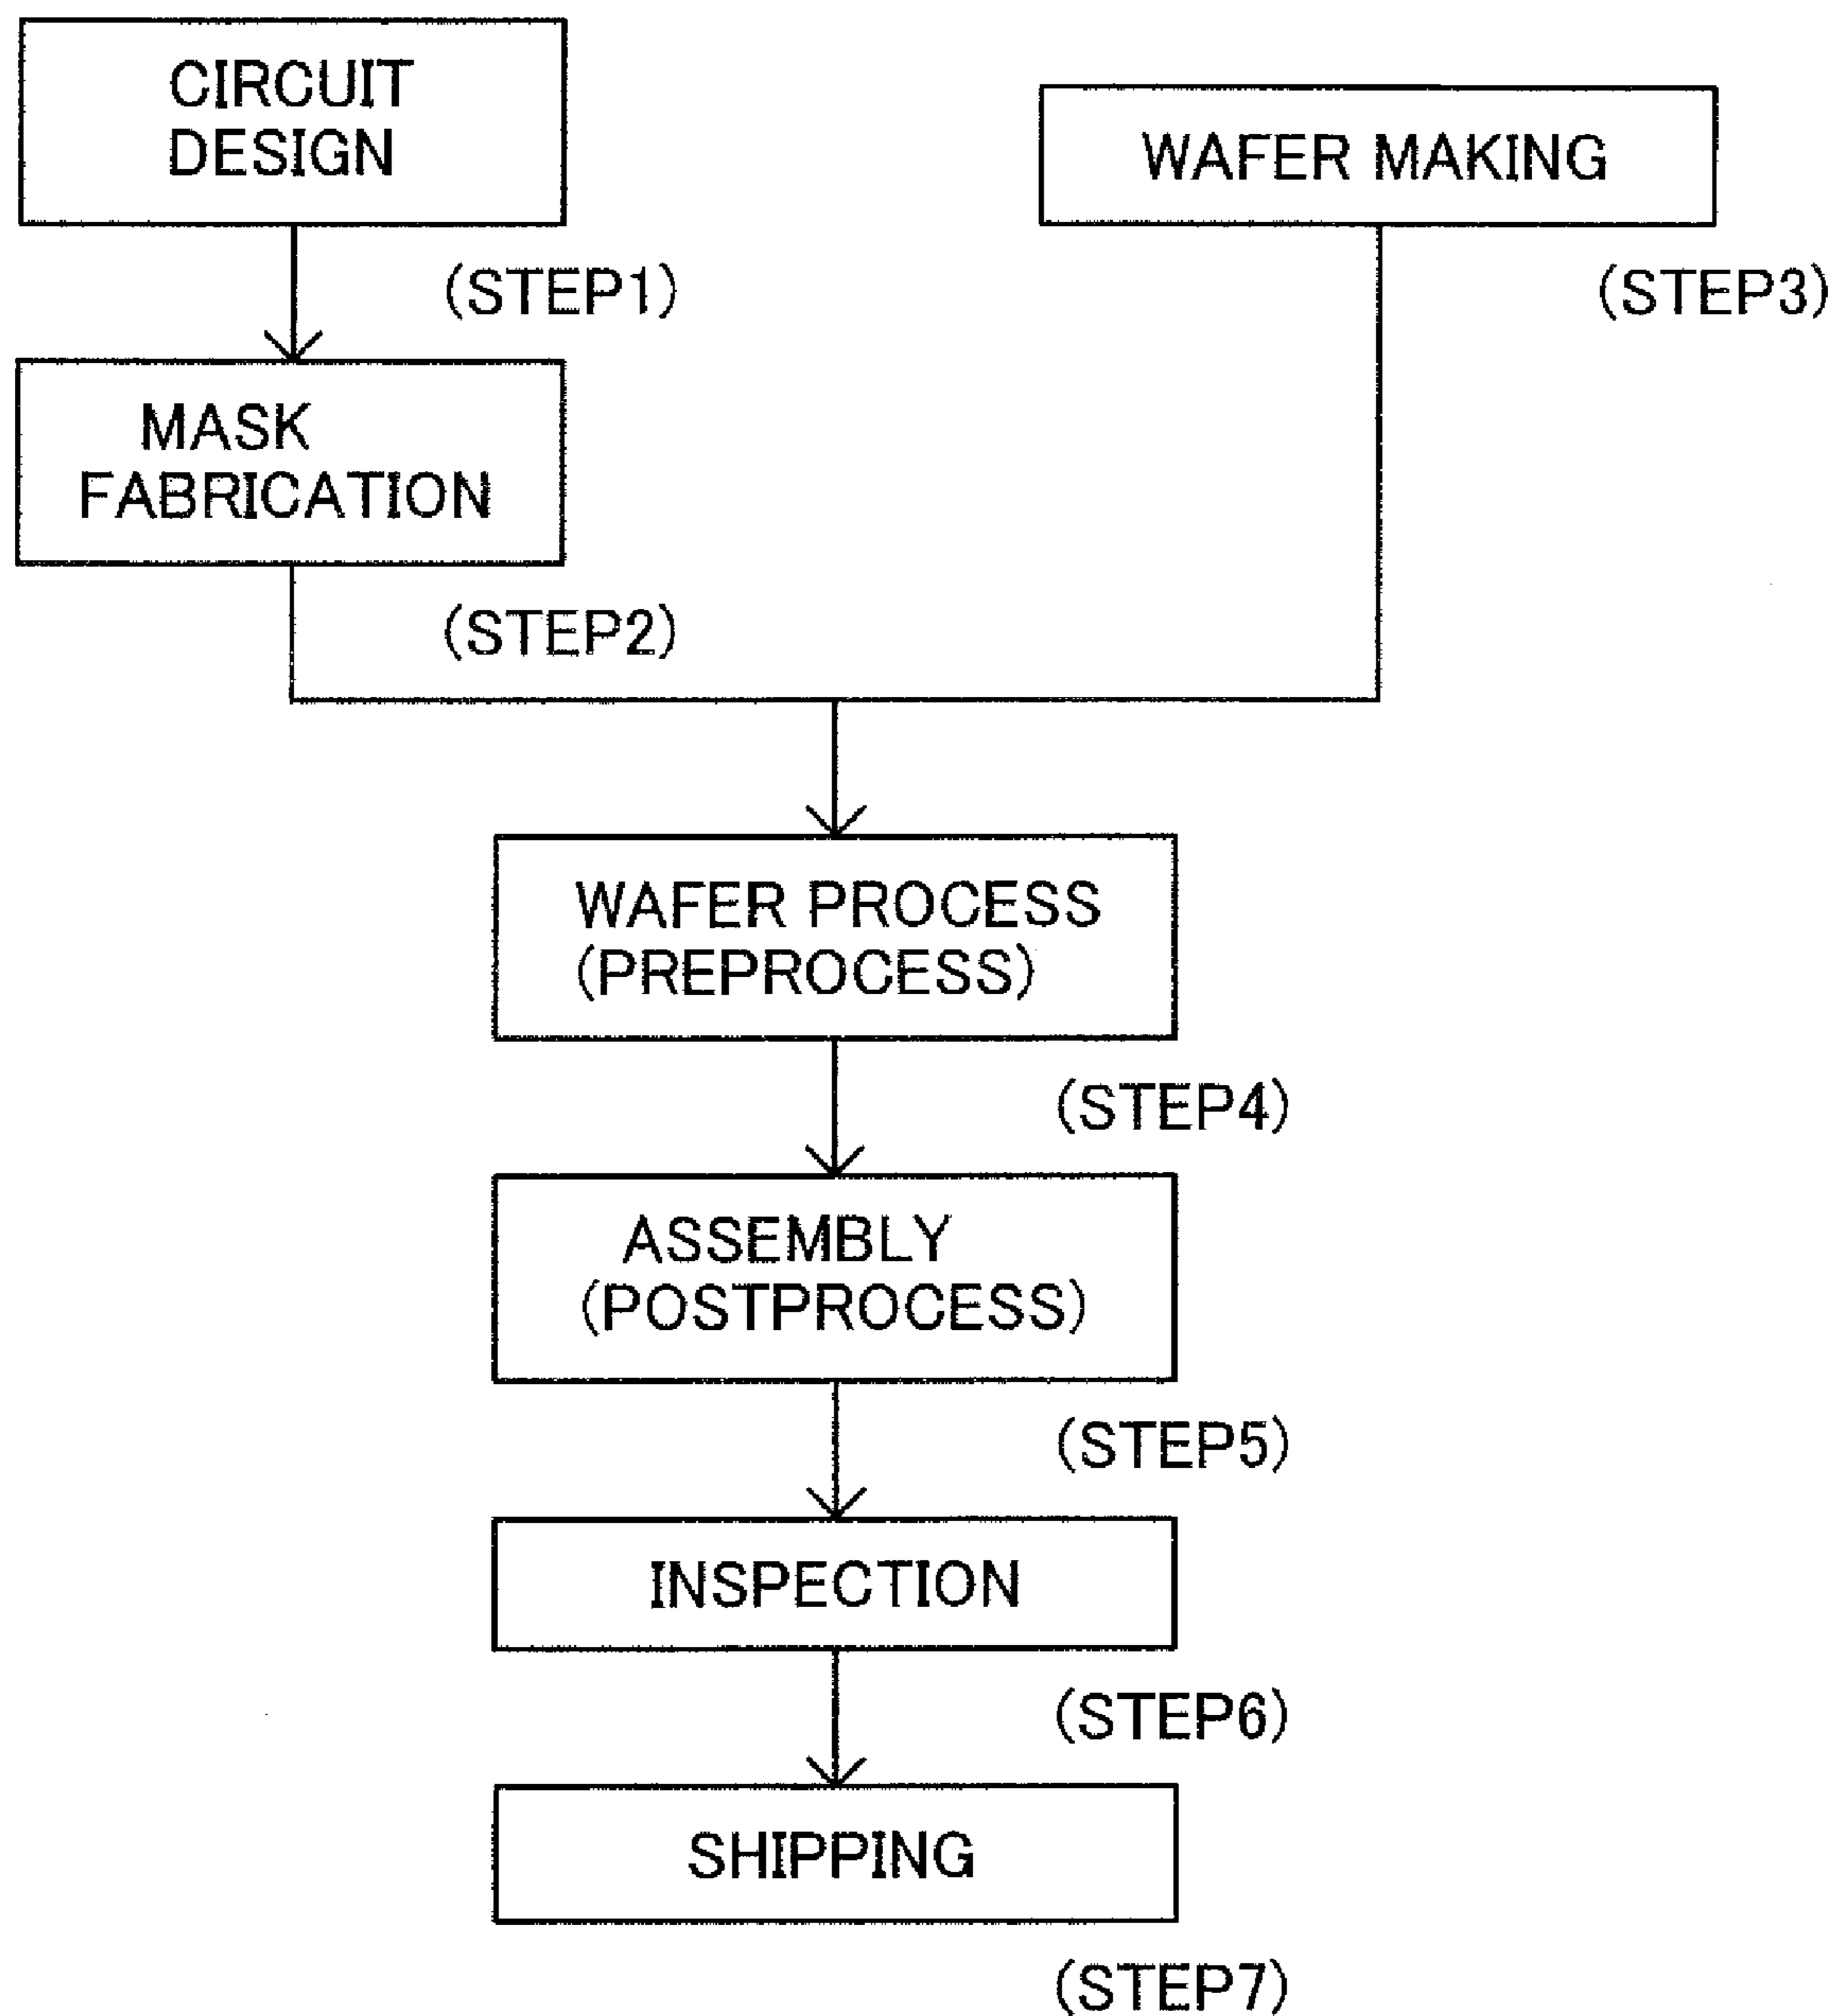 CIRCUIT
DESIGN
(STEP1)
MASK
FABRICATION
(STEP2)
WAFER MAKING
(STEP3)
WAFER PROCESS
(PREPROCESS)
(STEP4)
ASSEMBLY
(POSTPROCESS)
(STEP5)
INSPECTION
(STEP6)
SHIPPING
(STEP7)